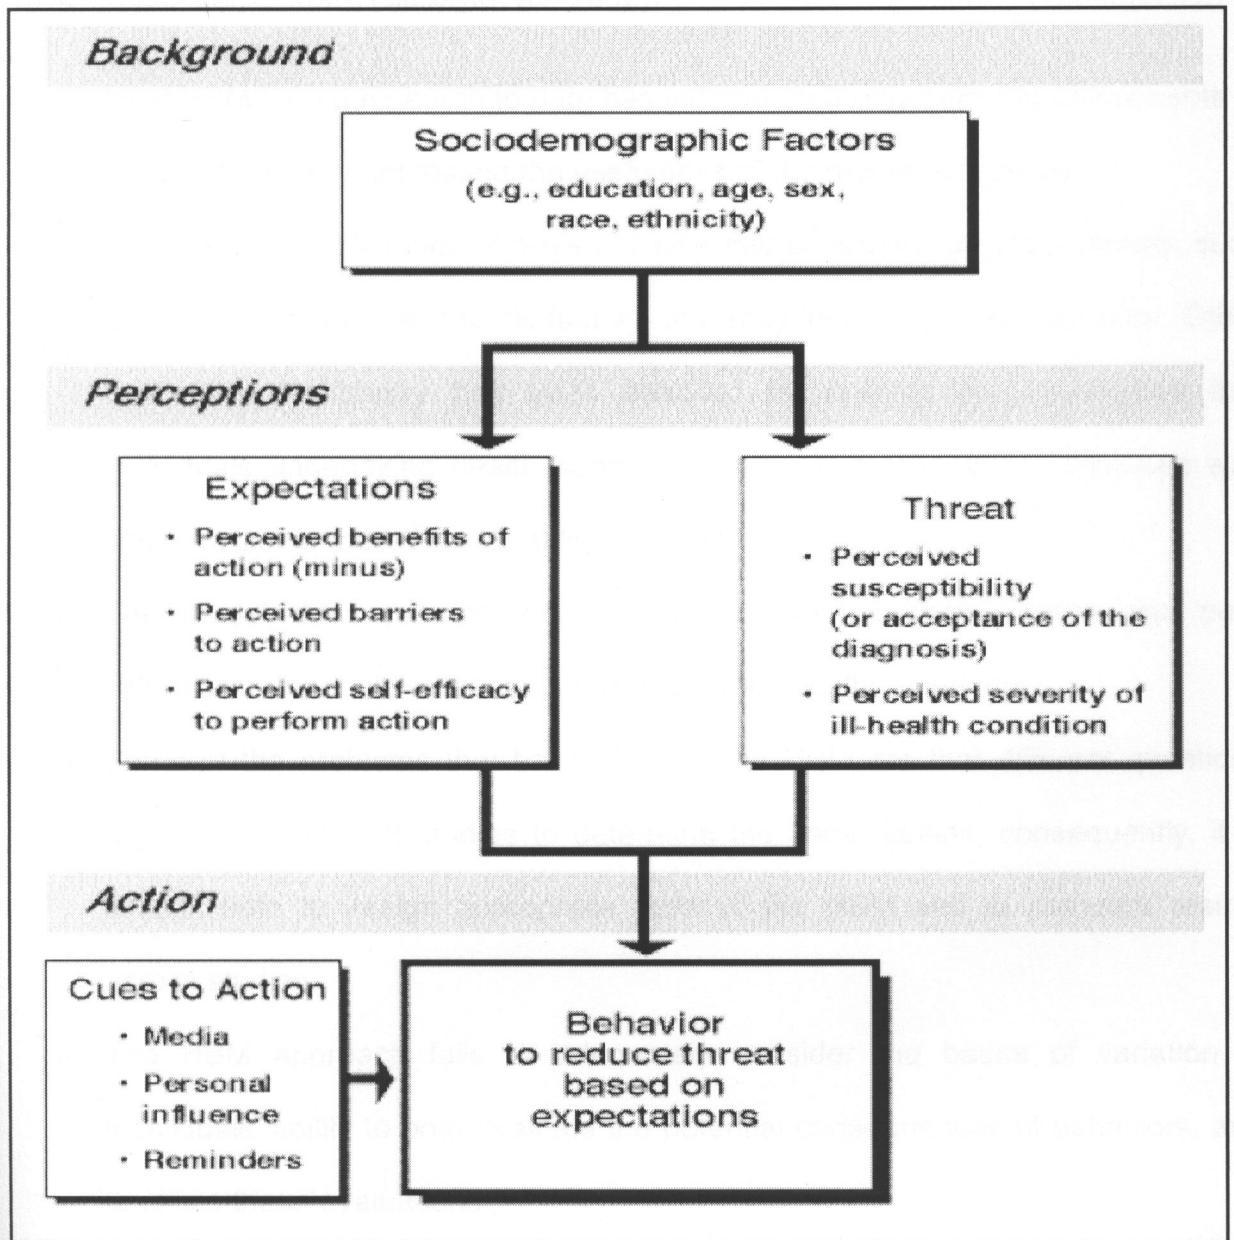 Background
Sociodemographic Factors
(e.g., education, age, sex,
race, ethnicity)
Perceptions
Expectations
• Perceived benefits of
action (minus)
• Perceived barriers
to action
• Perceived self-efficacy
to perform action
Threat
• Perceived
susceptibility
(or acceptance of the
diagnosis)
• Perceived severity of
ill-health condition
Action
Cues to Action
• Media
• Personal
influence
• Reminders
Behavior
to reduce threat
based on
expectations